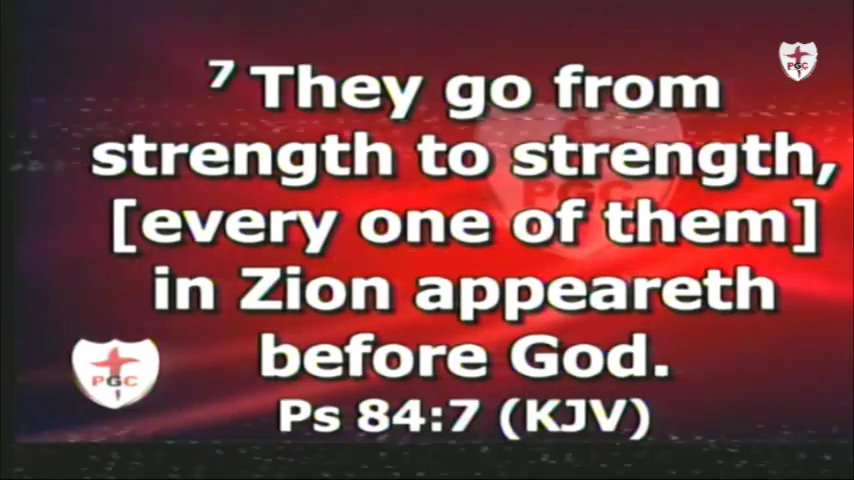 PGC
7 They go from
strength to strength,
[every one of them]
in Zion appeareth
before God.
PGC
Ps 84:7 (KJV)
PGC